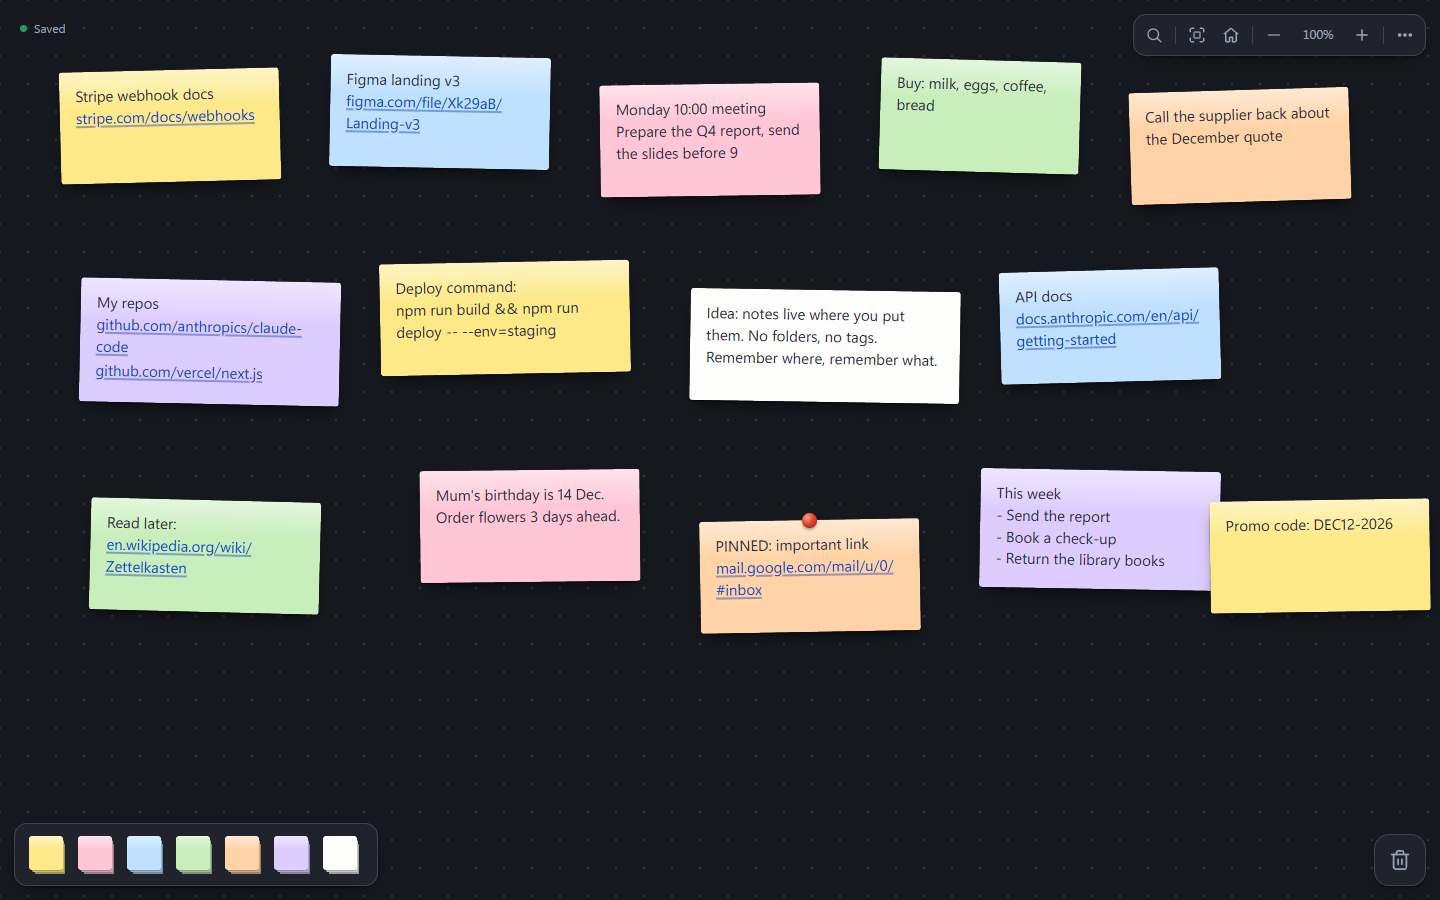 Saved
100%
Stripe webhook docs
stripe.com/docs/webhooks
Figma landing v3
figma.com/file/Xk29aB/
Landing-v3
Monday 10:00 meeting
Prepare the Q4 report, send
the slides before 9
Buy: milk, eggs, coffee,
bread
Call the supplier back about
the December quote
My repos
github.com/anthropics/claude-
code
github.com/vercel/next.js
Deploy command:
npm run build && npm run
deploy -- --env=staging
Idea: notes live where you put
them. No folders, no tags.
Remember where, remember what.
API docs
docs.anthropic.com/en/api/
getting-started
Read later:
en.wikipedia.org/wiki/
Zettelkasten
Mum's birthday is 14 Dec.
Order flowers 3 days ahead.
PINNED: important link
mail.google.com/mail/u/0/
#inbox
This week
- Send the report
- Book a check-up
- Return the library books
Promo code: DEC12-2026